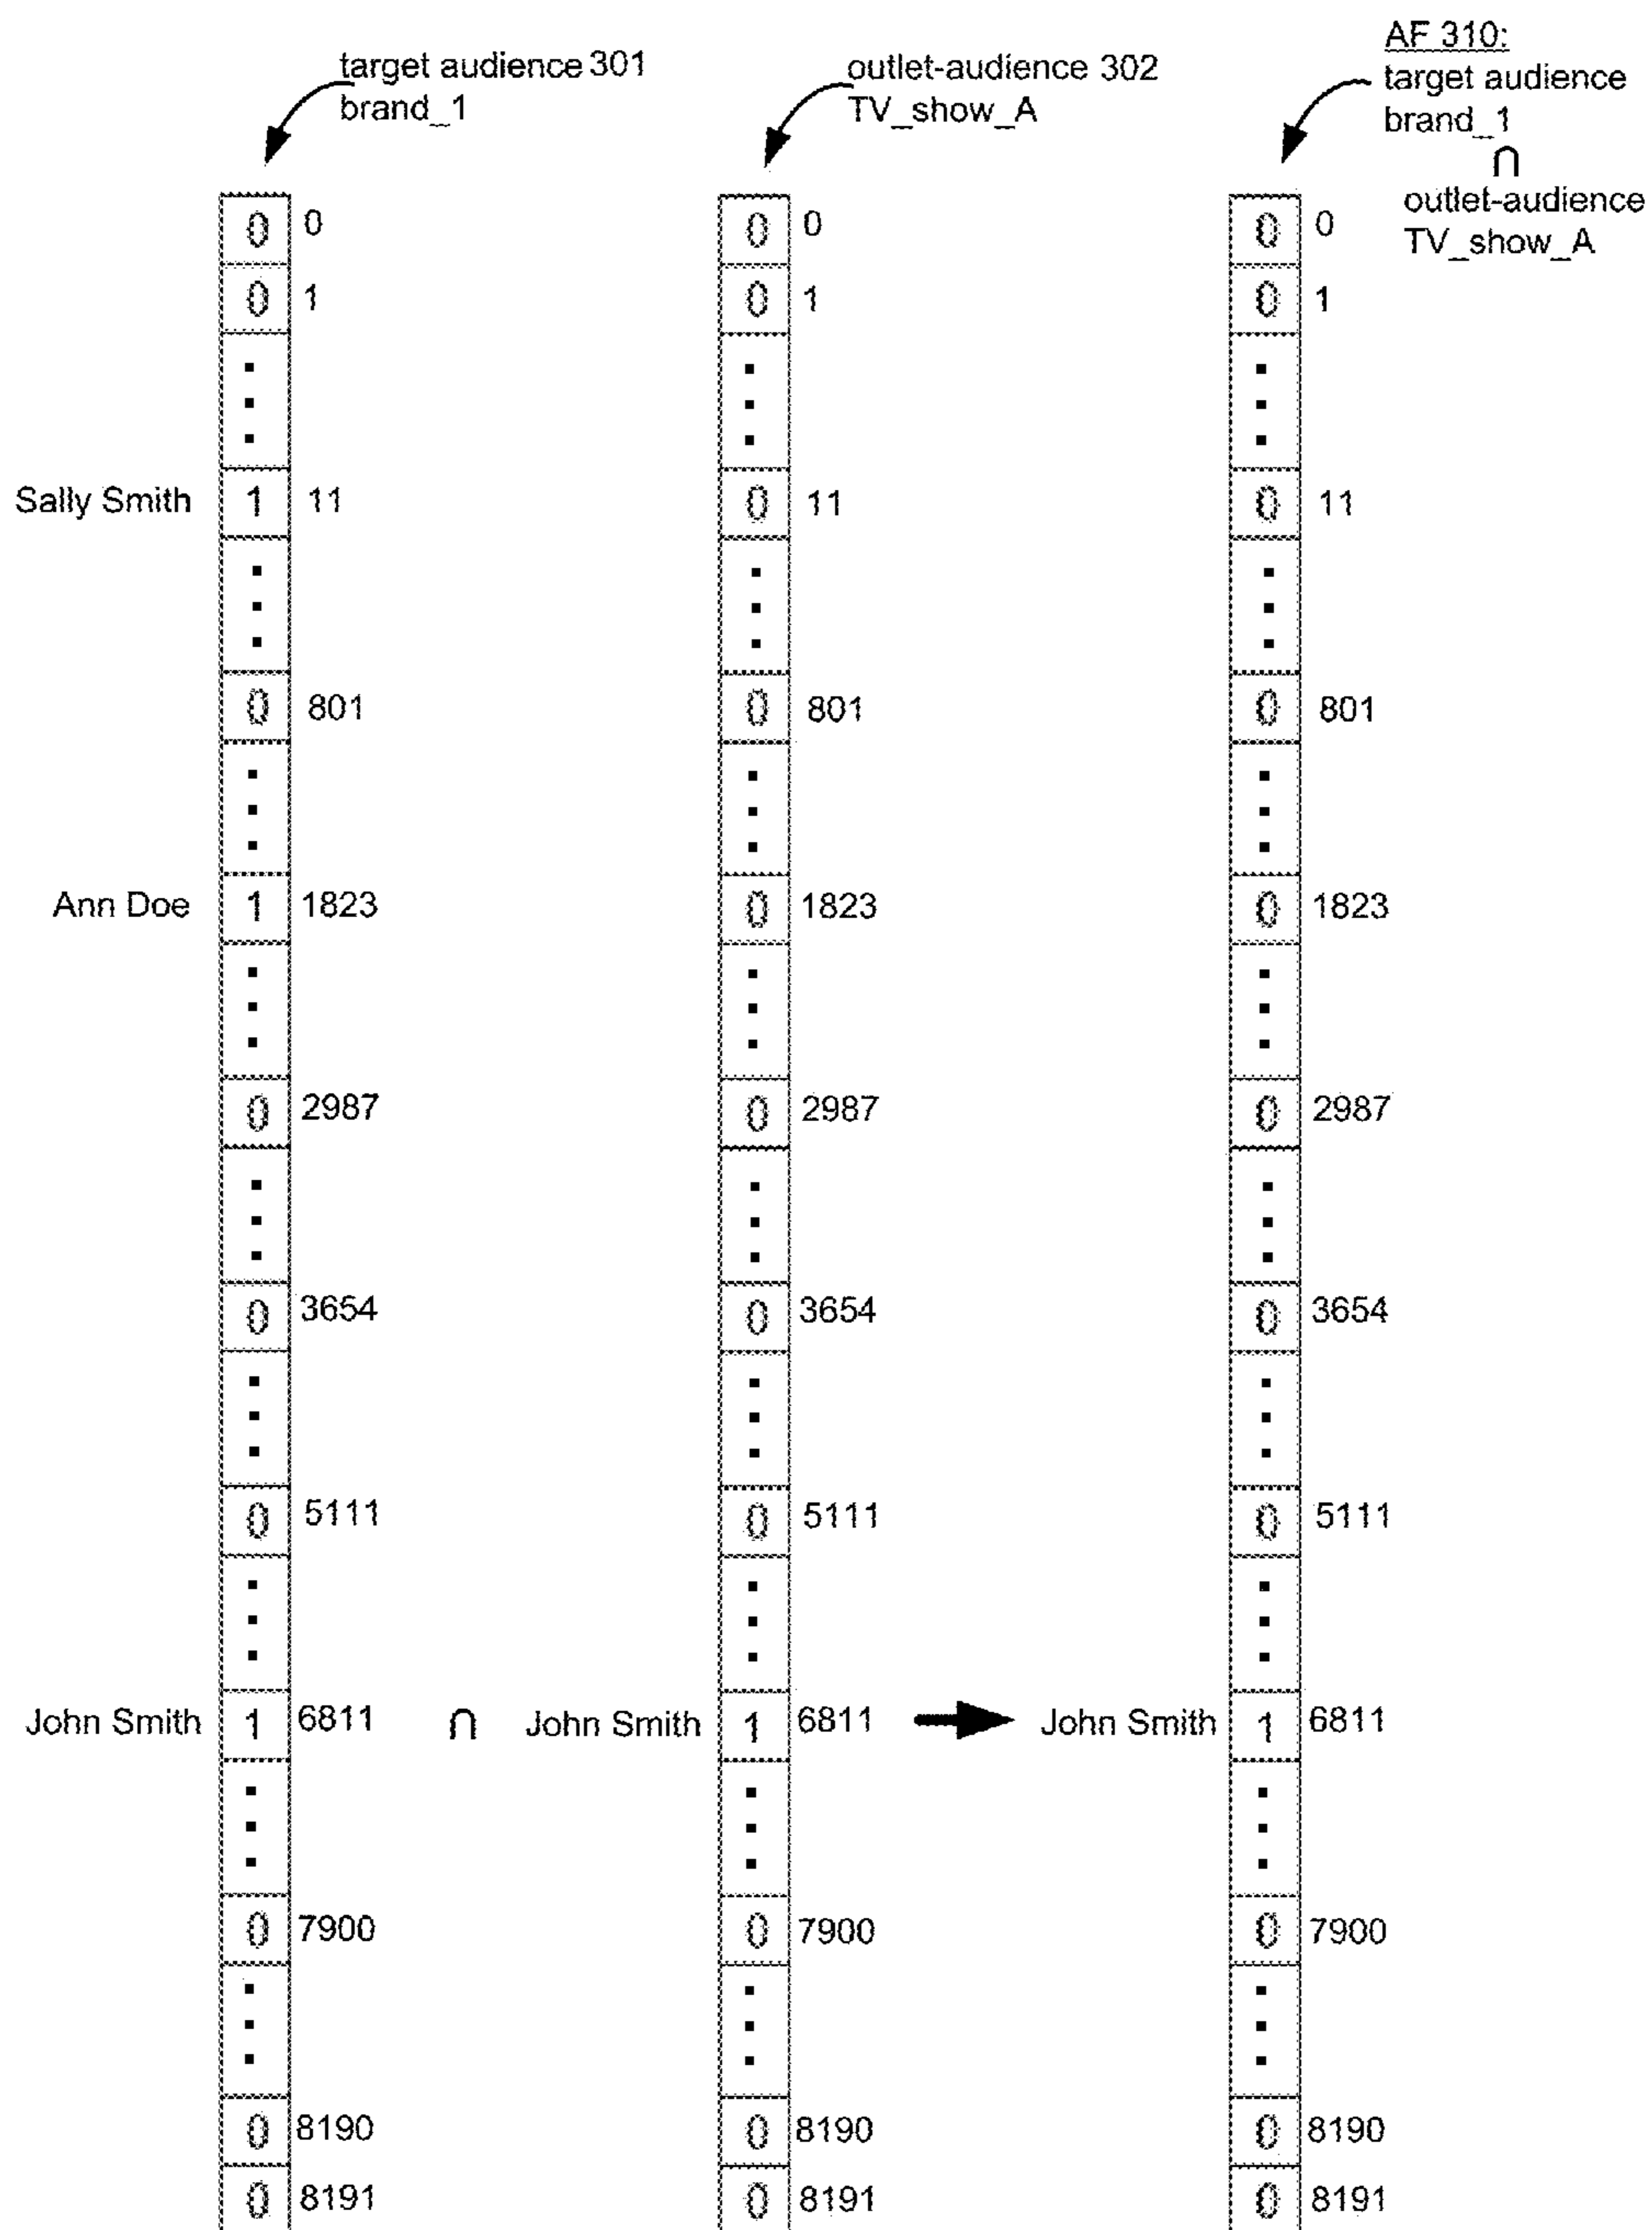 target audience 301
brand_1
outlet-audience 302
TV_show_A
AF 310:
target audience
brand_1
∩
outlet-audience
TV_show_A
0 0 0 0 0 0
0 1 0 1 0 1
Sally Smith 1 11 0 11 0 11
0 801 0 801 0 801
Ann Doe 1 1823 0 1823 0 1823
0 2987 0 2987 0 2987
0 3654 0 3654 0 3654
0 5111 0 5111 0 5111
John Smith 1 6811 ∩ John Smith 1 6811 John Smith 1 6811
0 7900 0 7900 0 7900
0 8190 0 8190 0 8190
0 8191 0 8191 0 8191